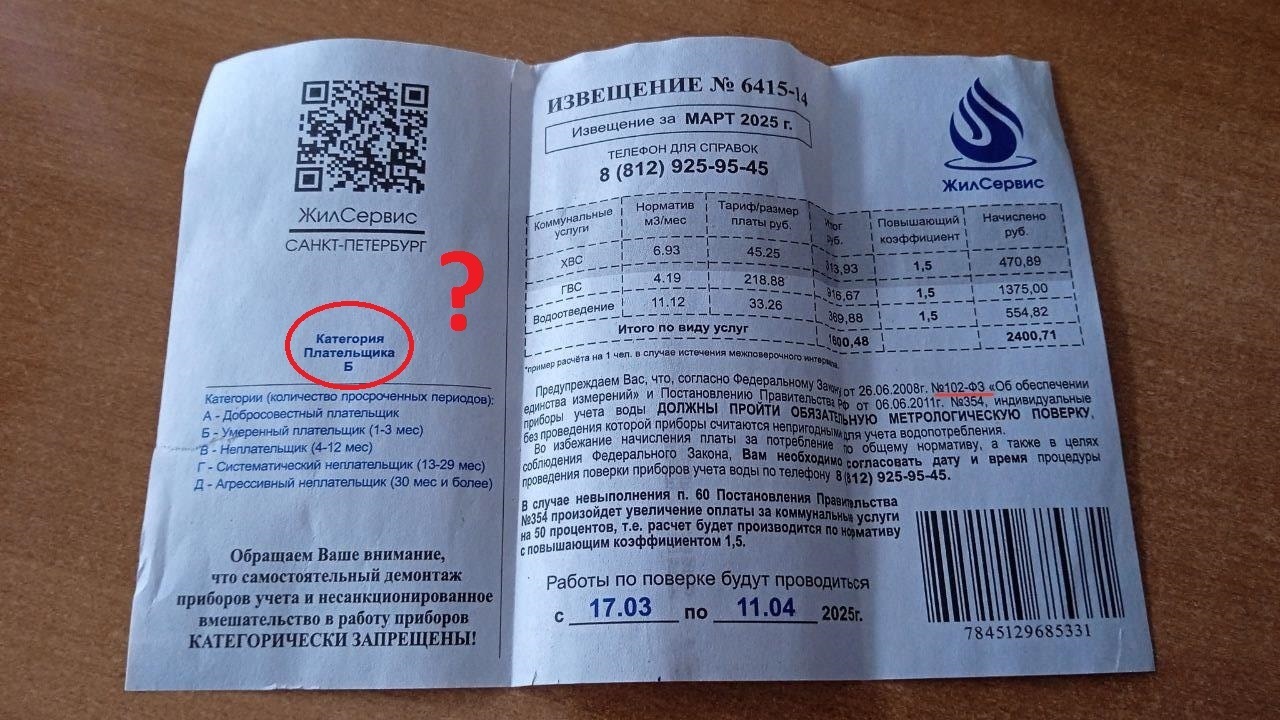 ЖилСервис
САНКТ-ПЕТЕРБУРГ
?
Категория
Плательщика
Б
Категории (количество просроченных периодов):
А - Добросовестный плательщик
Б - Умеренный плательщик (1-3 мес)
В - Неплательщик (4-12 мес)
Г - Систематический неплательщик (13-29 мес)
Д - Агрессивный неплательщик (30 мес и более)
Обращаем Ваше внимание,
что самостоятельный демонтаж
приборов учета и несанкционированное
вмешательство в работу приборов
КАТЕГОРИЧЕСКИ ЗАПРЕЩЕНЫ!
ИЗВЕЩЕНИЕ № 6415-14
Извещение за МАРТ 2025 г.
ТЕЛЕФОН ДЛЯ СПРАВОК
8 (812) 925-95-45
ЖилСервис
Коммунальные услуги Норматив м3/мес Тариф/размер платы руб. Итог руб. Повышающий коэффициент Начислено руб.
ХВС 6.93 45.25 313,93 1,5 470,89
ГВС 4.19 218.88 916,67 1,5 1375,00
Водоотведение 11.12 33.26 369,88 1,5 554,82
Итого по виду услуг 1600,48 2400,71
*пример расчёта на 1 чел. в случае истечения межповерочного интервала.
Предупреждаем Вас, что, согласно Федеральному Закону от 26.06.2008г. №102-ФЗ «Об обеспечении
единства измерений» и Постановлению Правительства РФ от 06.06.2011г. №354, индивидуальные
приборы учета воды ДОЛЖНЫ ПРОЙТИ ОБЯЗАТЕЛЬНУЮ МЕТРОЛОГИЧЕСКУЮ ПОВЕРКУ,
без проведения которой приборы считаются непригодными для учета водопотребления.
Во избежание начисления платы за потребление по общему нормативу, а также в целях
соблюдения Федерального Закона, Вам необходимо согласовать дату и время процедуры
проведения поверки приборов учета воды по телефону 8 (812) 925-95-45.
В случае невыполнения п. 60 Постановления Правительства
№354 произойдет увеличение оплаты за коммунальные услуги
на 50 процентов, т.е. расчет будет производится по нормативу
с повышающим коэффициентом 1,5.
Работы по поверке будут проводиться
с 17.03 по 11.04 2025г.
7845129685331